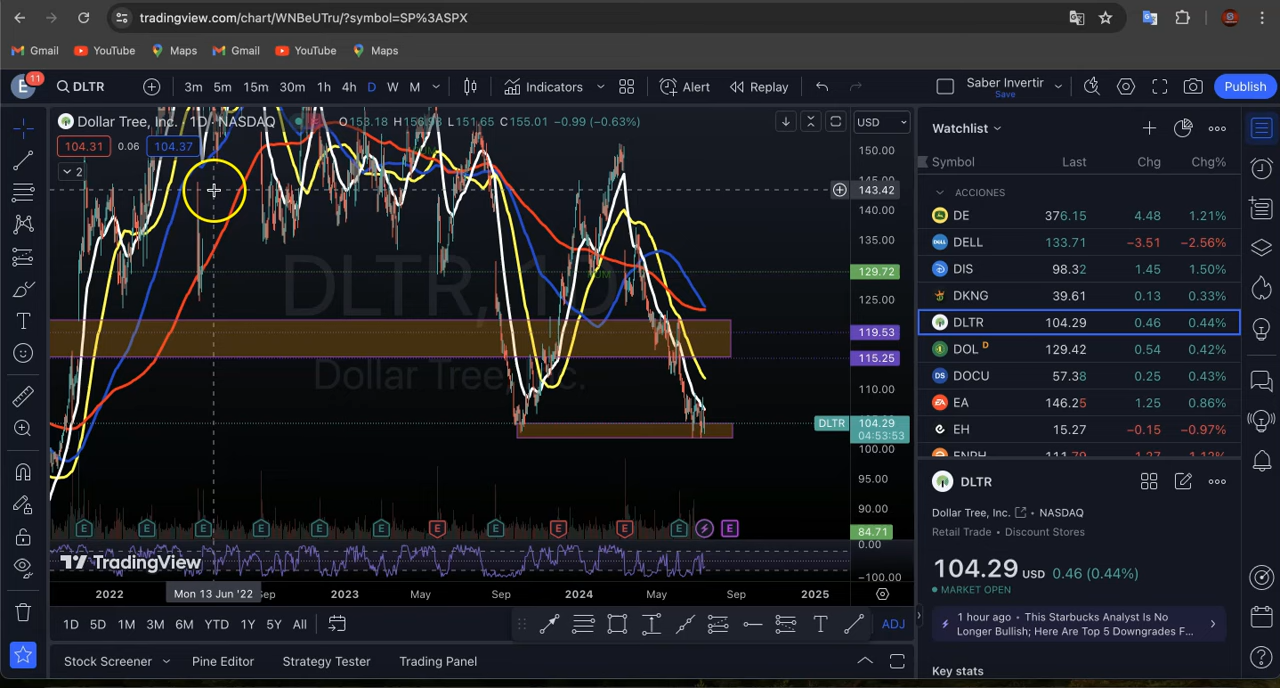 tradingview.com/chart/WNBeUTru/?symbol=SP%3ASPX
Gmail YouTube Maps Gmail YouTube Maps
E 11 DLTR 3m 5m 15m 30m 1h 4h D W M Indicators Alert Replay Saber Invertir Save Publish
Dollar Tree, Inc. · 1D · NASDAQ C155.01 −0.99 (−0.63%)
104.31 0.06 104.37
2
USD
150.00
143.42
140.00
135.00
129.72
125.00
119.53
115.25
110.00
DLTR 104.29
04:53:53
100.00
95.00
90.00
84.71
0.00
−100.00
DLTR, 1D
Dollar Tree, Inc.
E E E E E E E E E E E E
TradingView
2022 Mon 13 Jun '22 Sep 2023 May Sep 2024 May Sep 2025
1D 5D 1M 3M 6M YTD 1Y 5Y All ADJ
Stock Screener Pine Editor Strategy Tester Trading Panel
Watchlist
Symbol Last Chg Chg%
ACCIONES
DE 376.15 4.48 1.21%
DELL 133.71 −3.51 −2.56%
DIS 98.32 1.45 1.50%
DKNG 39.61 0.13 0.33%
DLTR 104.29 0.46 0.44%
DOL D 129.42 0.54 0.42%
DOCU 57.38 0.25 0.43%
EA 146.25 1.25 0.86%
EH 15.27 −0.15 −0.97%
DLTR
Dollar Tree, Inc. • NASDAQ
Retail Trade • Discount Stores
104.29 USD 0.46 (0.44%)
MARKET OPEN
1 hour ago • This Starbucks Analyst Is No
Longer Bullish; Here Are Top 5 Downgrades F...
Key stats